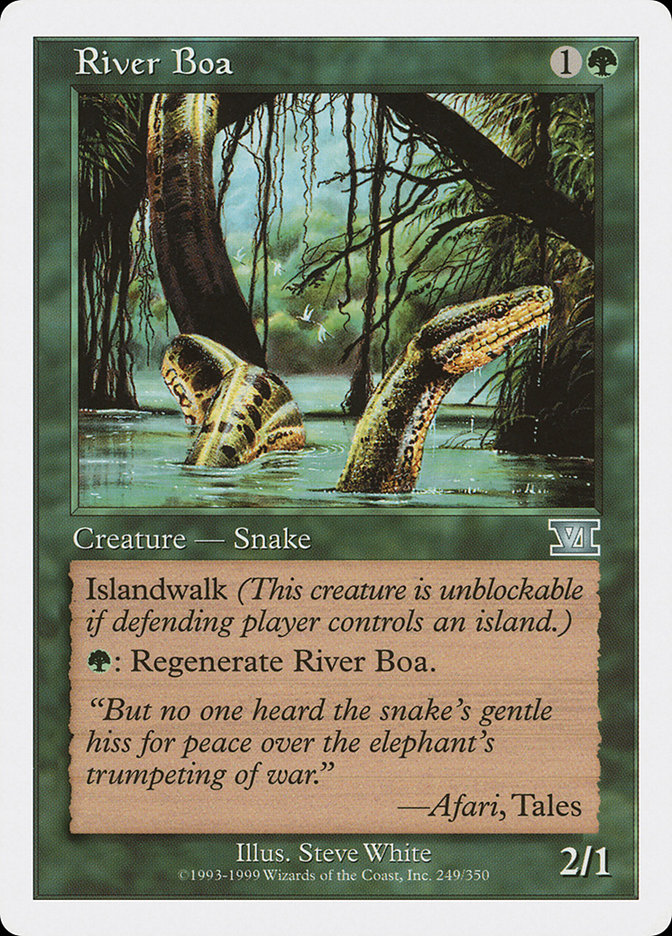 River Boa 1
Creature — Snake VI
Islandwalk (This creature is unblockable
if defending player controls an island.)
: Regenerate River Boa.
“But no one heard the snake’s gentle
hiss for peace over the elephant’s
trumpeting of war.”
—Afari, Tales
Illus. Steve White
©1993-1999 Wizards of the Coast, Inc. 249/350
2/1